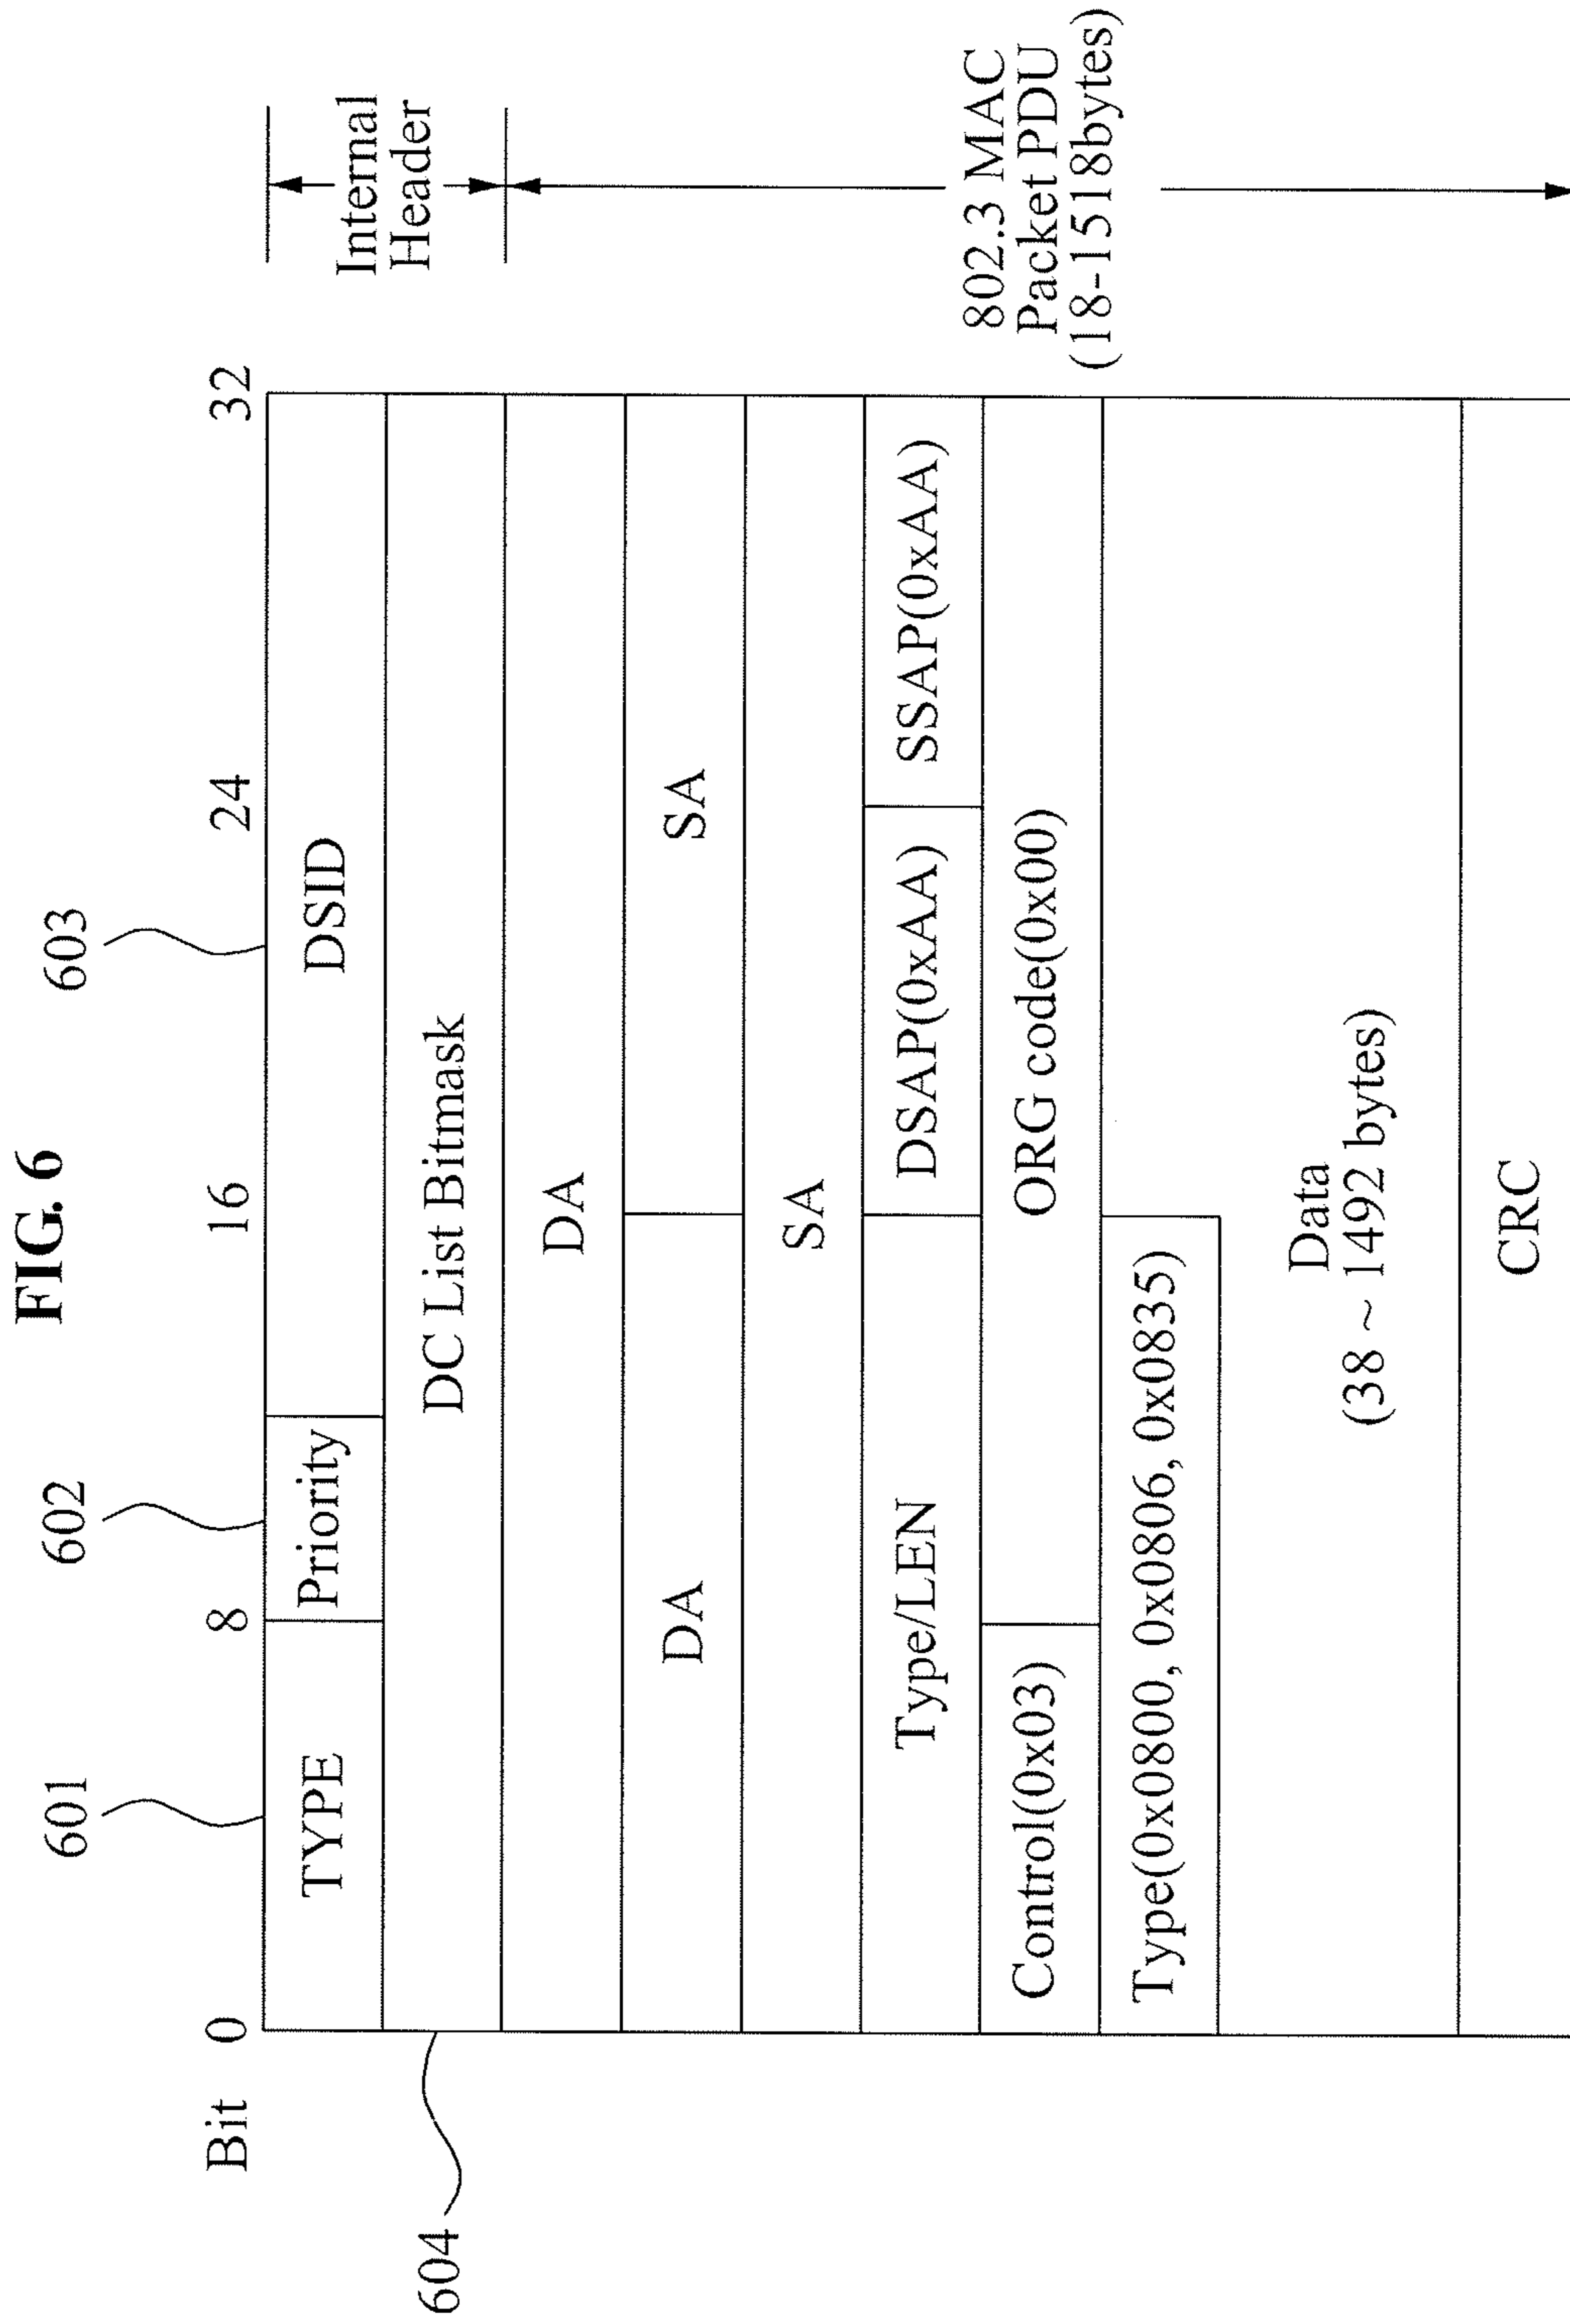 FIG. 6
601
602
603
Bit
0
8
16
24
32
TYPE
Priority
DSID
Internal
Header
604
DC List Bitmask
DA
DA
SA
SA
Type/LEN
DSAP(0xAA)
SSAP(0xAA)
Control(0x03)
ORG code(0x00)
802.3 MAC
Packet PDU
(18-1518bytes)
Type(0x0800, 0x0806, 0x0835)
Data
(38 ~ 1492 bytes)
CRC